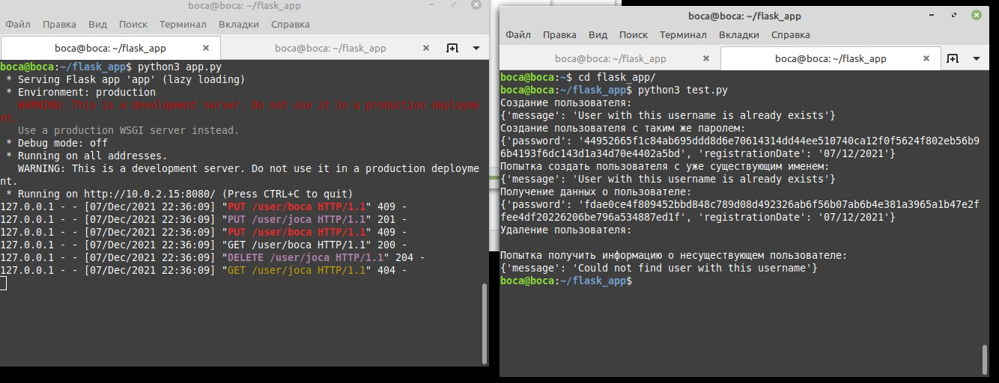 boca@boca: ~/flask_app
Файл Правка Вид Поиск Терминал Вкладки Справка
boca@boca: ~/flask_app
boca@boca: ~/flask_app
boca@boca:~/flask_app$ python3 app.py
* Serving Flask app 'app' (lazy loading)
* Environment: production
WARNING: This is a development server. Do not use it in a production deployme
nt.
Use a production WSGI server instead.
* Debug mode: off
* Running on all addresses.
WARNING: This is a development server. Do not use it in a production deployme
nt.
* Running on http://10.0.2.15:8080/ (Press CTRL+C to quit)
127.0.0.1 - - [07/Dec/2021 22:36:09] "PUT /user/boca HTTP/1.1" 409 -
127.0.0.1 - - [07/Dec/2021 22:36:09] "PUT /user/joca HTTP/1.1" 201 -
127.0.0.1 - - [07/Dec/2021 22:36:09] "PUT /user/boca HTTP/1.1" 409 -
127.0.0.1 - - [07/Dec/2021 22:36:09] "GET /user/boca HTTP/1.1" 200 -
127.0.0.1 - - [07/Dec/2021 22:36:09] "DELETE /user/joca HTTP/1.1" 204 -
127.0.0.1 - - [07/Dec/2021 22:36:09] "GET /user/joca HTTP/1.1" 404 -
boca@boca: ~/flask_app
Файл Правка Вид Поиск Терминал Вкладки Справка
boca@boca: ~/flask_app
boca@boca: ~/flask_app
boca@boca:~$ cd flask_app/
boca@boca:~/flask_app$ python3 test.py
Создание пользователя:
{'message': 'User with this username is already exists'}
Создание пользователя с таким же паролем:
{'password': '44952665f1c84ab695ddd8d6e70614314dd44ee510740ca12f0f5624f802eb56b9
6b4193f6dc143d1a34d70e4402a5bd', 'registrationDate': '07/12/2021'}
Попытка создать пользователя с уже существующим именем:
{'message': 'User with this username is already exists'}
Получение данных о пользователе:
{'password': 'fdae0ce4f809452bbd848c789d08d492326ab6f56b07ab6b4e381a3965a1b47e2f
fee4df20226206be796a534887ed1f', 'registrationDate': '07/12/2021'}
Удаление пользователя:
Попытка получить информацию о несуществующем пользователе:
{'message': 'Could not find user with this username'}
boca@boca:~/flask_app$